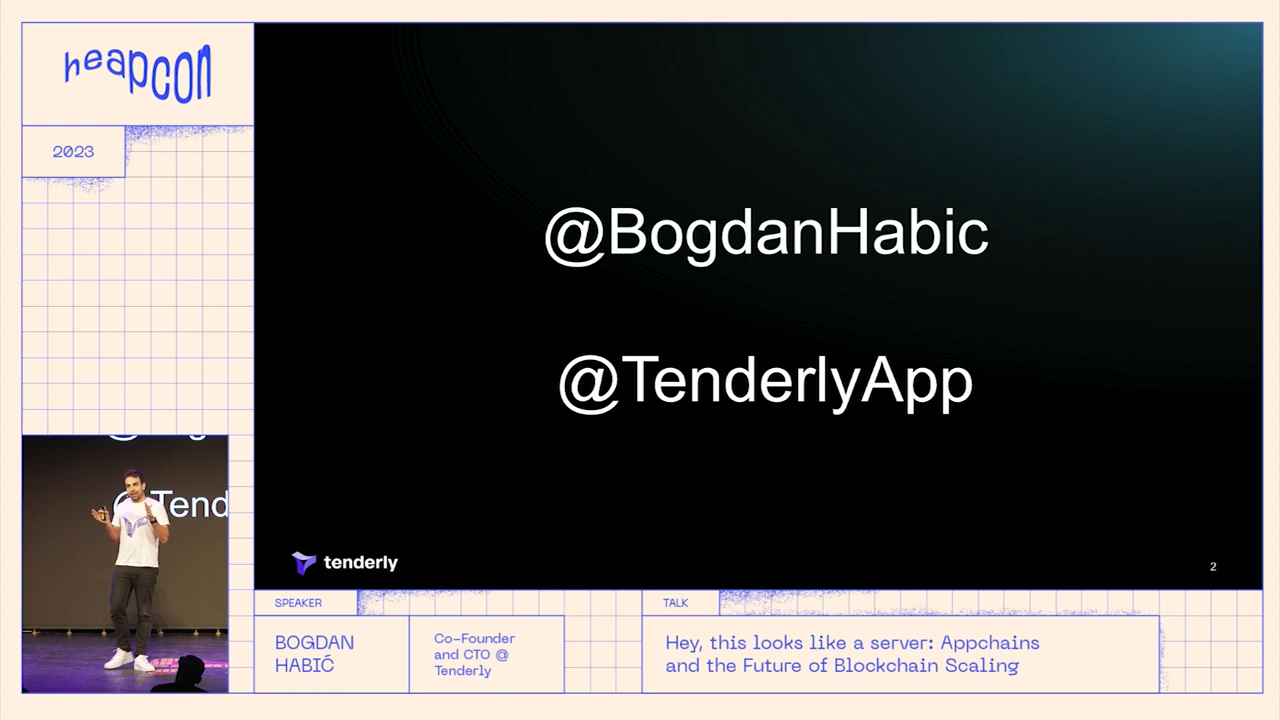 heapcon
2023
@BogdanHabic
@TenderlyApp
tenderly
2
@Tend
SPEAKER
BOGDAN
HABIĆ
Co-Founder
and CTO @
Tenderly
TALK
Hey, this looks like a server: Appchains
and the Future of Blockchain Scaling